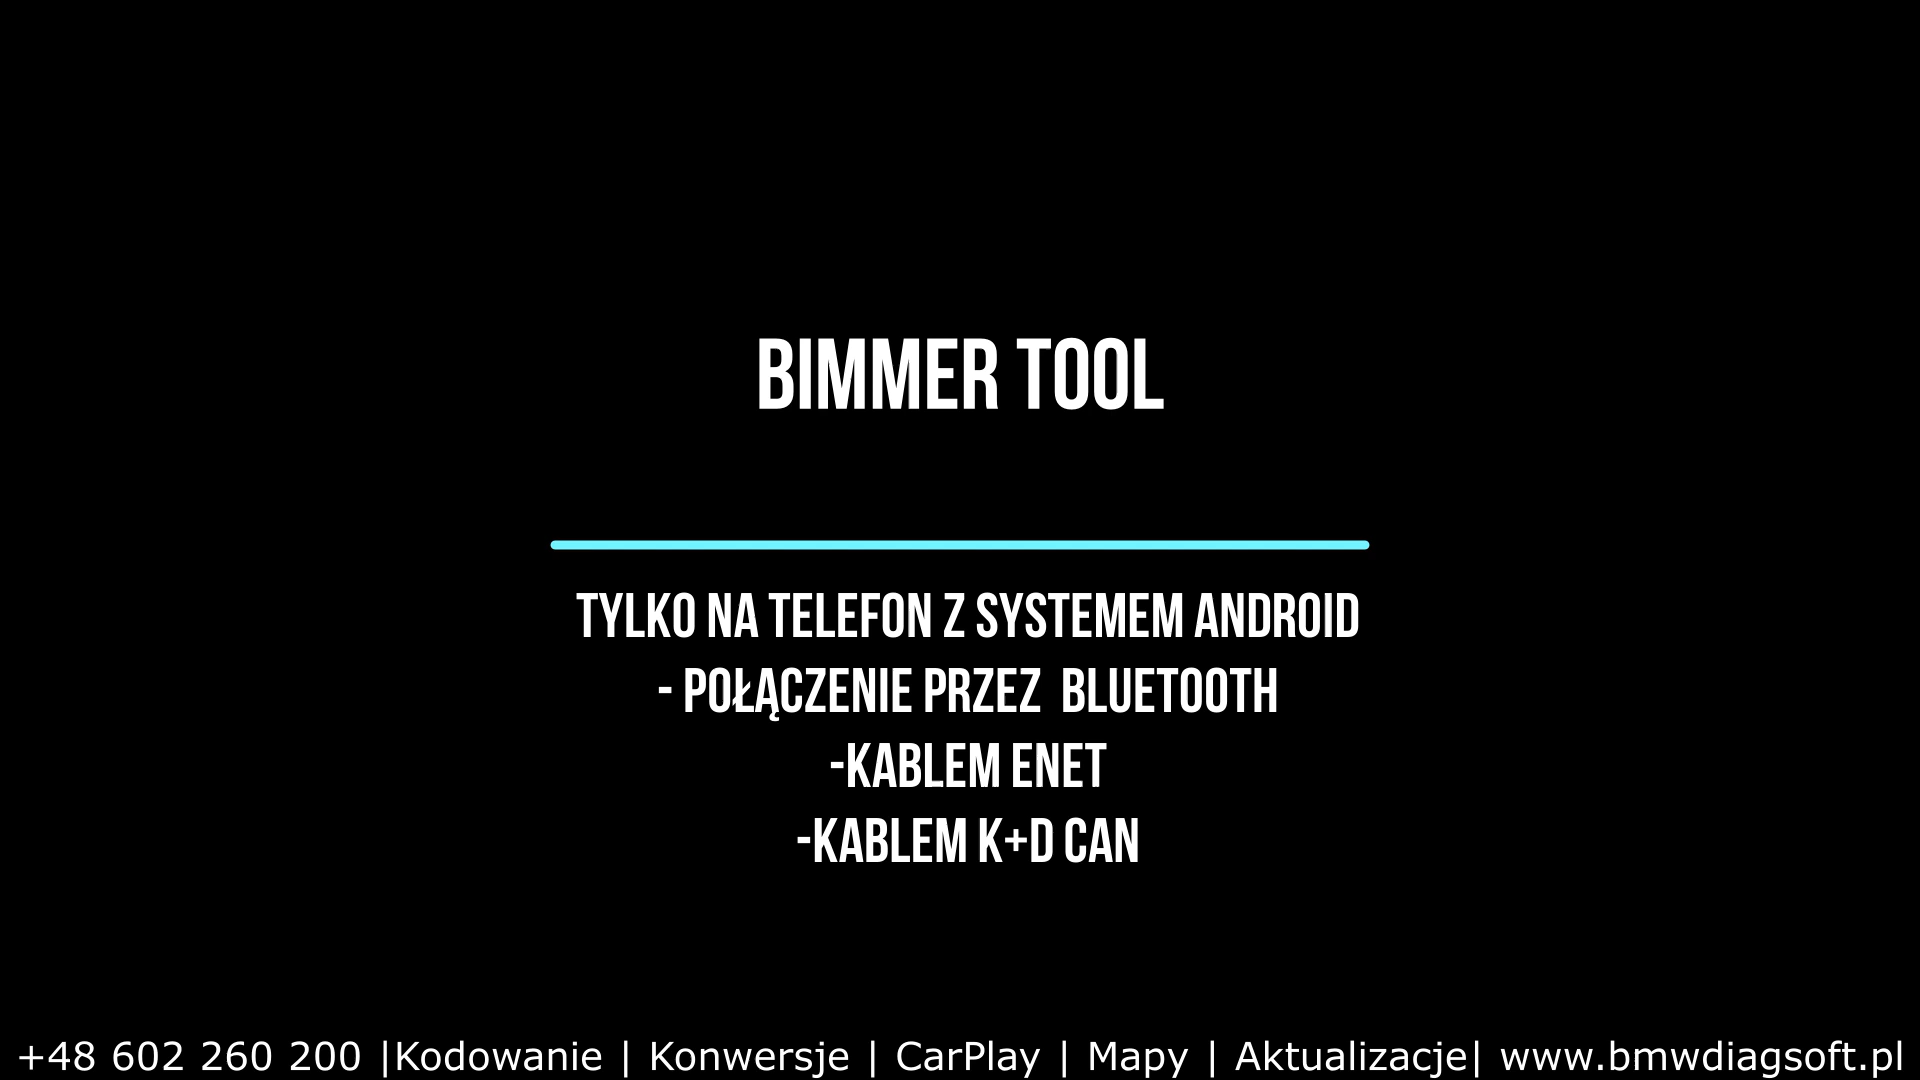 BIMMER TOOL
TYLKO NA TELEFON Z SYSTEMEM ANDROID
- POŁĄCZENIE PRZEZ  BLUETOOTH
-KABLEM ENET
-KABLEM K+D CAN
+48 602 260 200 |Kodowanie | Konwersje | CarPlay | Mapy | Aktualizacje| www.bmwdiagsoft.pl